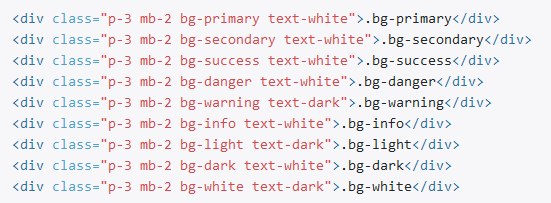 <div class="p-3 mb-2 bg-primary text-white">.bg-primary</div>
<div class="p-3 mb-2 bg-secondary text-white">.bg-secondary</div>
<div class="p-3 mb-2 bg-success text-white">.bg-success</div>
<div class="p-3 mb-2 bg-danger text-white">.bg-danger</div>
<div class="p-3 mb-2 bg-warning text-dark">.bg-warning</div>
<div class="p-3 mb-2 bg-info text-white">.bg-info</div>
<div class="p-3 mb-2 bg-light text-dark">.bg-light</div>
<div class="p-3 mb-2 bg-dark text-white">.bg-dark</div>
<div class="p-3 mb-2 bg-white text-dark">.bg-white</div>